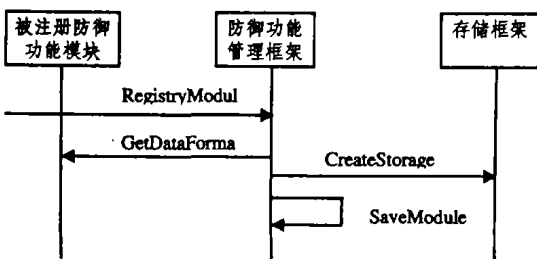 被注册防御
功能模块
防御功能
管理框架
存储框架
RegistryModul
GetDataForma
CreateStorage
SaveModule